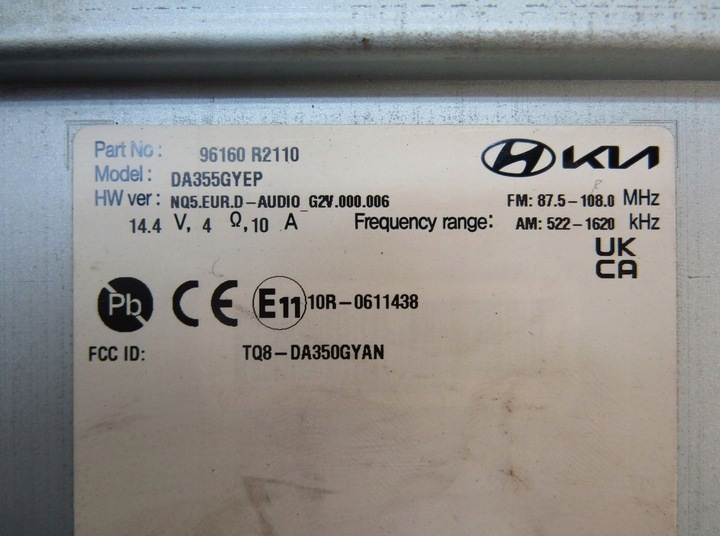 Part No: 96160 R2110
KIA
Model: DA355GYEP
HW ver: NQ5.EUR.D-AUDIO_G2V.000.006
FM: 87.5-108.0 MHz
14.4 V, 4 Ω, 10 A Frequency range: AM: 522-1620 kHz
UK
CA
Pb CE E11 10R-0611438
FCC ID: TQ8-DA350GYAN